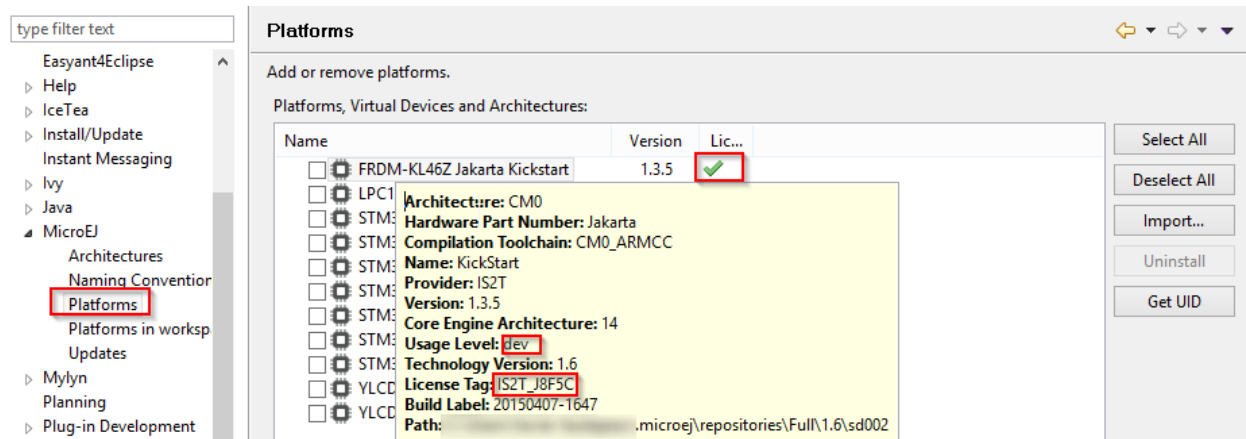 type filter text
Easyant4Eclipse
Help
IceTea
Install/Update
Instant Messaging
Ivy
Java
MicroEJ
Architectures
Naming Convention
Platforms
Platforms in worksp
Updates
Mylyn
Planning
Plug-in Development
Platforms
Add or remove platforms.
Platforms, Virtual Devices and Architectures:
Name Version Lic...
FRDM-KL46Z Jakarta Kickstart 1.3.5
LPC1
STM3
STM3
STM3
STM3
STM3
STM3
STM3
YLCD
YLCD
Architecture: CM0
Hardware Part Number: Jakarta
Compilation Toolchain: CM0_ARMCC
Name: KickStart
Provider: IS2T
Version: 1.3.5
Core Engine Architecture: 14
Usage Level: dev
Technology Version: 1.6
License Tag: IS2T_J8F5C
Build Label: 20150407-1647
Path: .microej\repositories\Full\1.6\sd002
Select All
Deselect All
Import...
Uninstall
Get UID